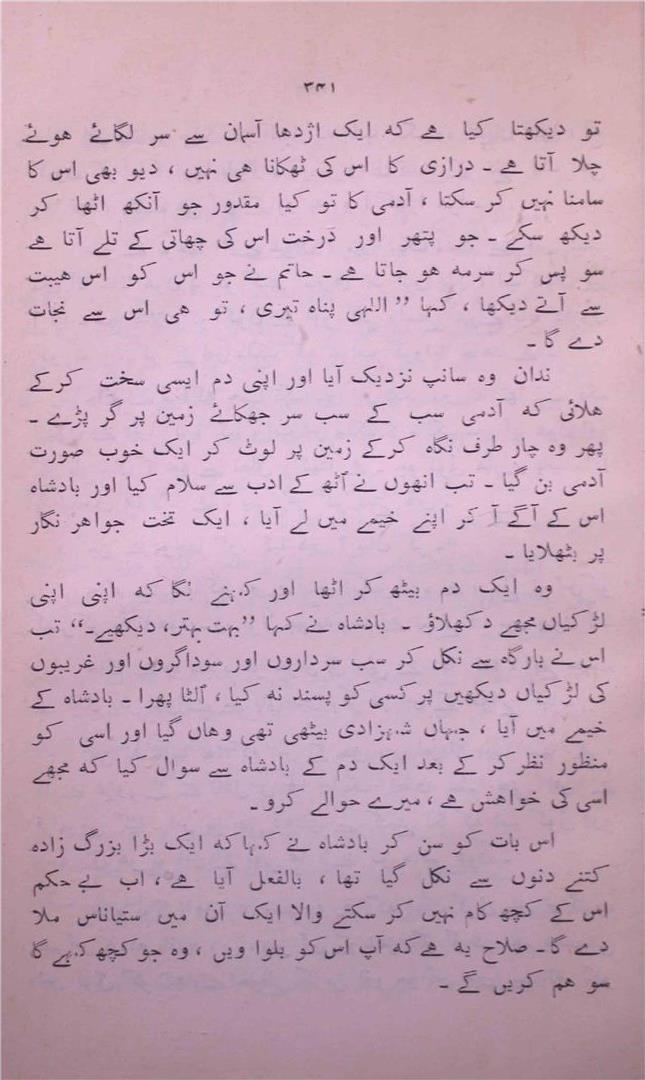 ۳۴۱
تو دیکھتا کیا ہے کہ ایک اژدھا آسمان سے سر لگائے ہوئے
چلا آتا ہے ۔ درازی کا اس کی ٹھکانا ہی نہیں ، دیو بھی اس کا
سامنا نہیں کر سکتا ، آدمی کا تو کیا مقدور جو آنکھ اٹھا کر
دیکھ سکے ۔ جو پتھر اور درخت اس کی چھاتی کے تلے آتا ہے
سو پس کر سرمہ ہو جاتا ہے ۔ حاتم نے جو اس کو اس ہیبت
سے آتے دیکھا ، کہا ”الٰہی پناہ تیری ، تو ہی اس سے نجات
دے گا ۔
ندان وہ سانپ نزدیک آیا اور اپنی دم ایسی سخت کرکے
ہلائی کہ آدمی سب کے سب سر جھکائے زمین پر گر پڑے ۔
پھر وہ چار طرف نگاہ کرکے زمین پر لوٹ کر ایک خوب صورت
آدمی بن گیا ۔ تب انھوں نے اُٹھ کے ادب سے سلام کیا اور بادشاہ
اس کے آگے آ کر اپنے خیمے میں لے آیا ، ایک تخت جواہر نگار
پر بٹھلایا ۔
وہ ایک دم بیٹھ کر اٹھا اور کہنے لگا کہ اپنی اپنی
لڑکیاں مجھے دکھلاؤ ۔ بادشاہ نے کہا ”بہت بہتر، دیکھیے۔“ تب
اس نے بارگاہ سے نکل کر سب سرداروں اور سوداگروں اور غریبوں
کی لڑکیاں دیکھیں پر کسی کو پسند نہ کیا ، اُلٹا پھرا ۔ بادشاہ کے
خیمے میں آیا ، جہاں شہزادی بیٹھی تھی وہاں گیا اور اسی کو
منظور نظر کر کے بعد ایک دم کے بادشاہ سے سوال کیا کہ مجھے
اسی کی خواہش ہے ، میرے حوالے کرو ۔
اس بات کو سن کر بادشاہ نے کہا کہ ایک بڑا بزرگ زادہ
کتنے دنوں سے نکل گیا تھا ، بالفعل آیا ہے ، اب بے حکم
اس کے کچھ کام نہیں کر سکتے والا ایک آن میں ستیاناس ملا
دے گا ۔ صلاح یہ ہے کہ آپ اس کو بلوا ویں ، وہ جو کچھ کہے گا
سو ہم کریں گے ۔